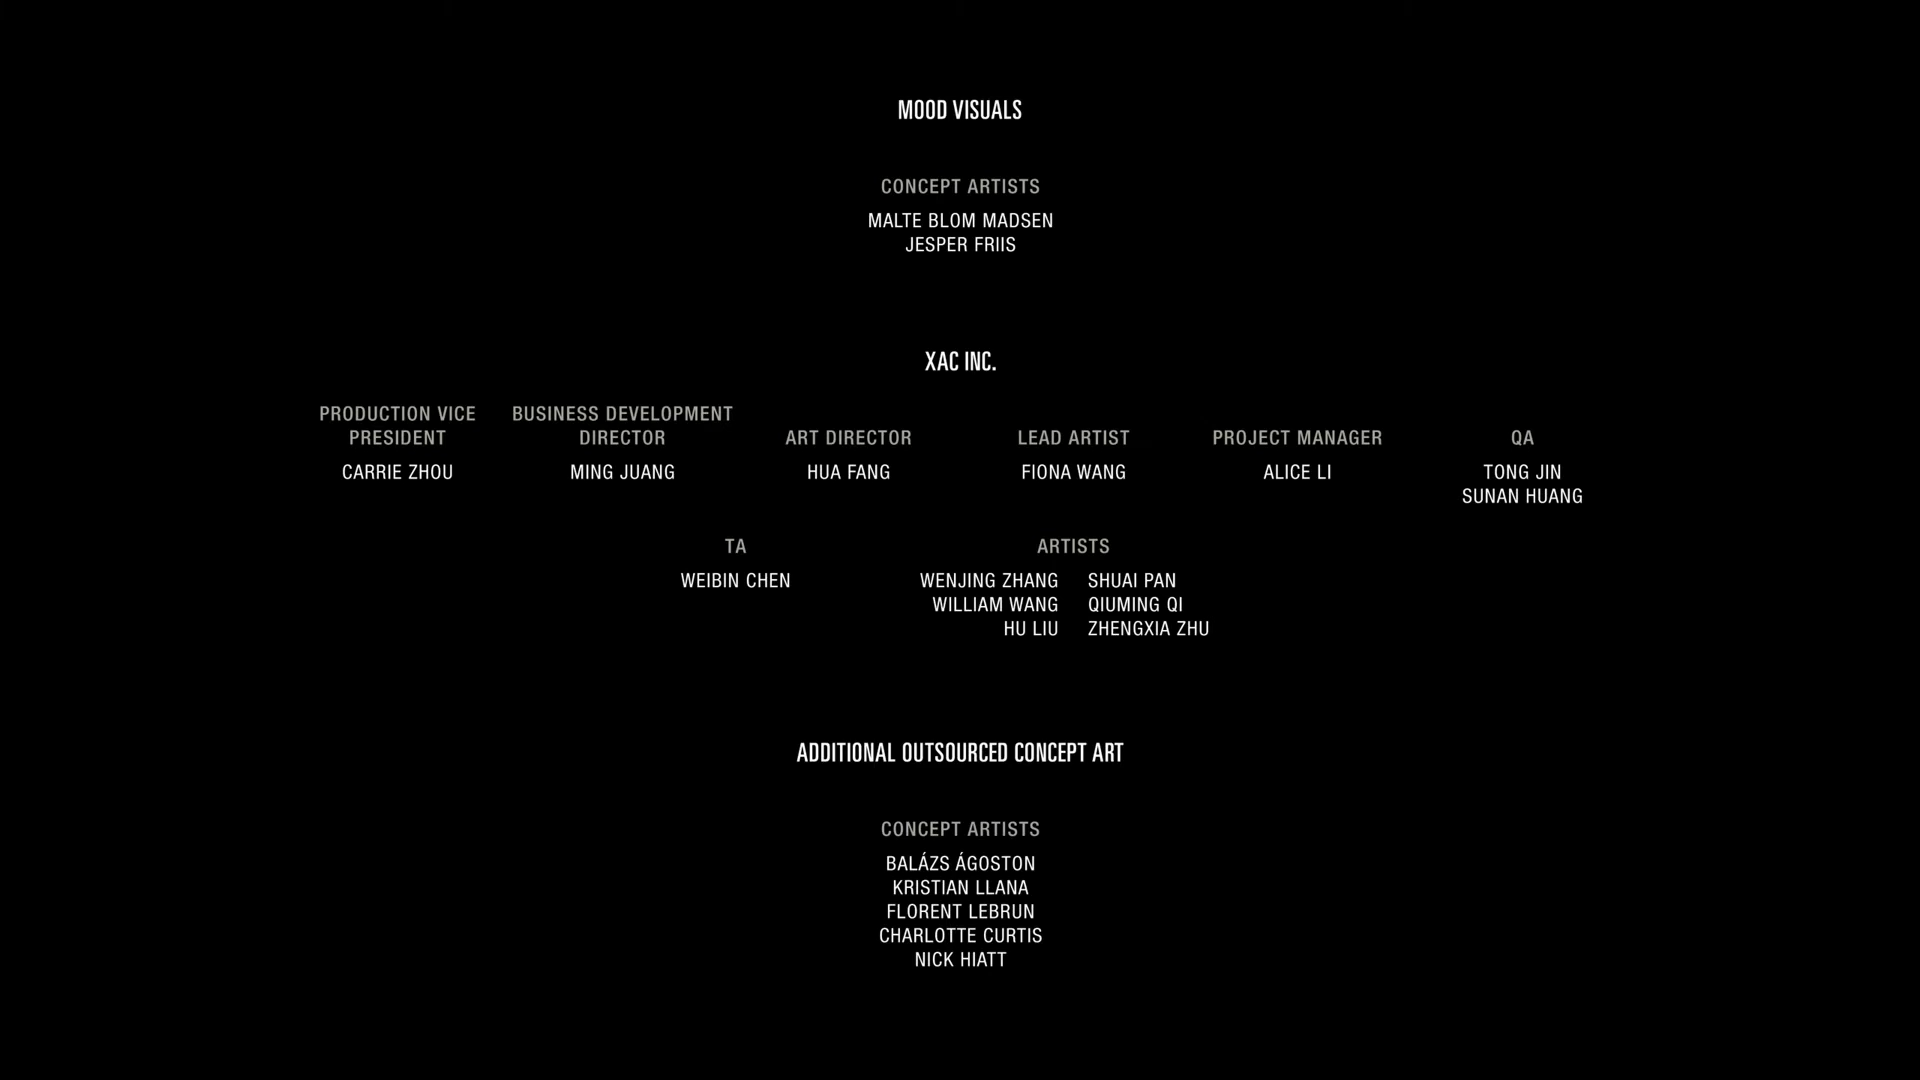 MOOD VISUALS
CONCEPT ARTISTS
MALTE BLOM MADSEN
JESPER FRIIS
XAC INC.
PRODUCTION VICE PRESIDENT
CARRIE ZHOU
BUSINESS DEVELOPMENT DIRECTOR
MING JUANG
ART DIRECTOR
HUA FANG
LEAD ARTIST
FIONA WANG
PROJECT MANAGER
ALICE LI
QA
TONG JIN
SUNAN HUANG
TA
WEIBIN CHEN
ARTISTS
WENJING ZHANG SHUAI PAN
WILLIAM WANG QIUMING QI
HU LIU ZHENGXIA ZHU
ADDITIONAL OUTSOURCED CONCEPT ART
CONCEPT ARTISTS
BALÁZS ÁGOSTON
KRISTIAN LLANA
FLORENT LEBRUN
CHARLOTTE CURTIS
NICK HIATT